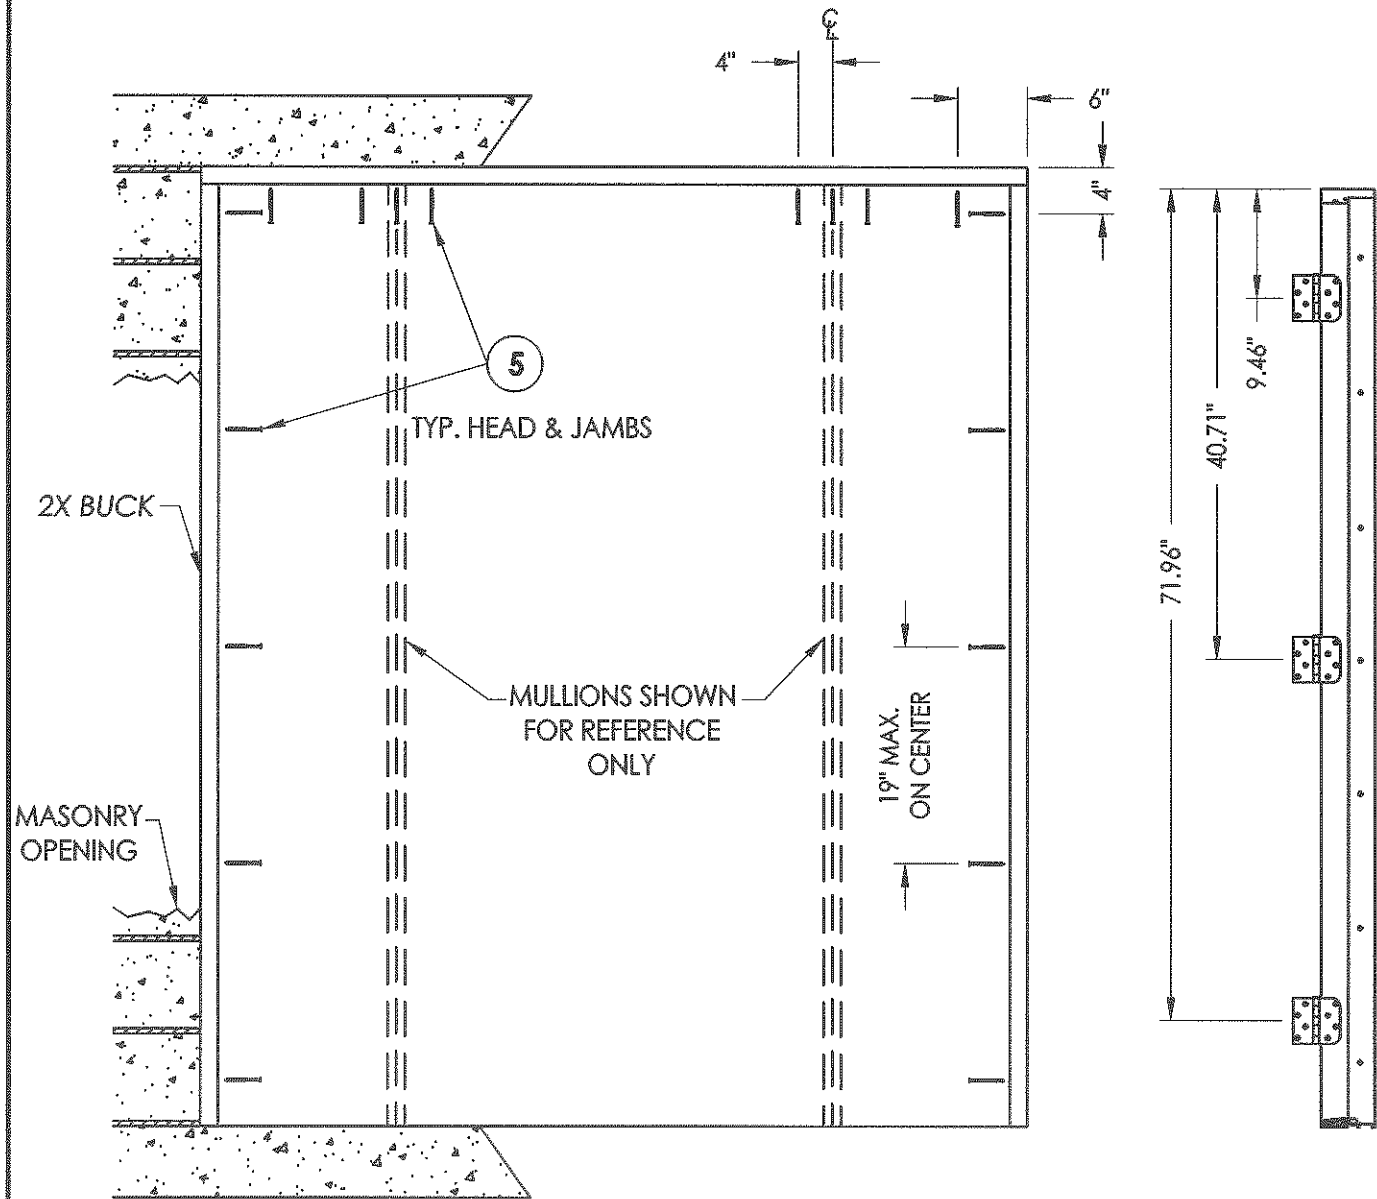 ℄
4"
6"
4"
5
TYP. HEAD & JAMBS
2X BUCK
MULLIONS SHOWN
FOR REFERENCE
ONLY
19" MAX.
ON CENTER
MASONRY
OPENING
9.46"
40.71"
71.96"